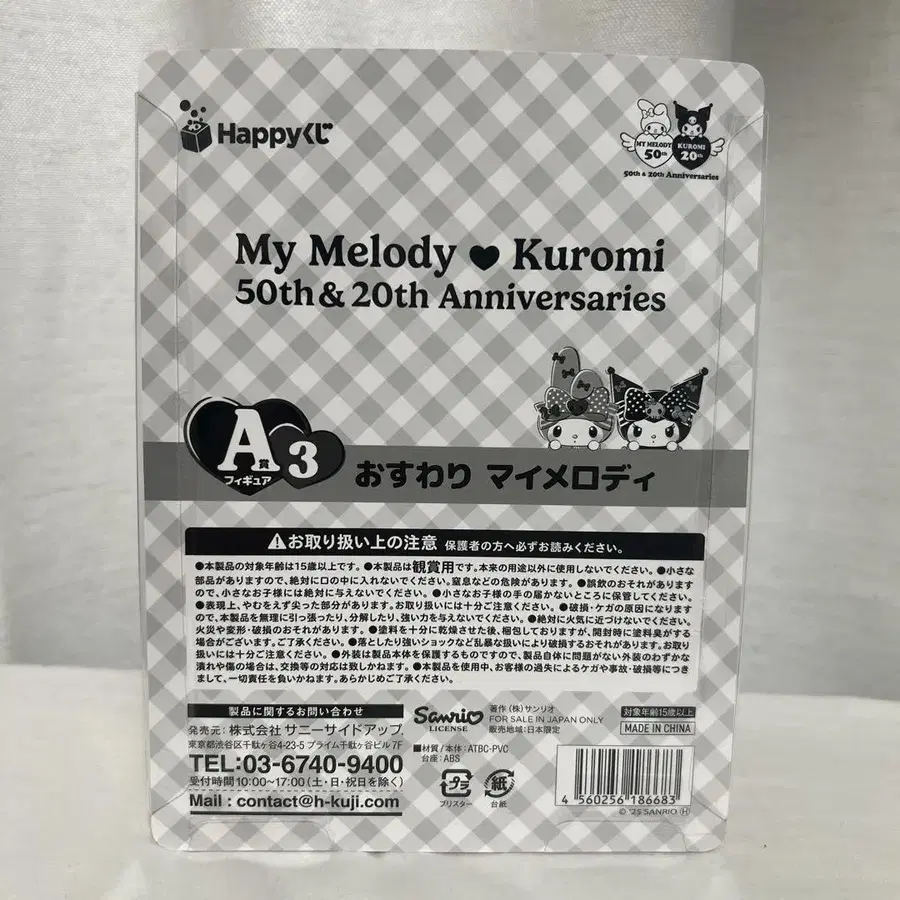 Happyくじ
MY MELODY 50th
KUROMI 20th
50th & 20th Anniversaries
My Melody ♥ Kuromi
50th & 20th Anniversaries
A賞
フィギュア
3
おすわり マイメロディ
⚠お取り扱い上の注意 保護者の方へ必ずお読みください。
●本製品の対象年齢は15歳以上です。●本製品は観賞用です。本来の用途以外に使用しないでください。●小さな
部品がありますので、絶対に口の中に入れないでください。窒息などの危険があります。●誤飲のおそれがあります
ので、小さなお子様には絶対に与えないでください。●小さなお子様の手の届かないところに保管してください。
●表現上、やむをえず尖った部分があります。お取り扱いには十分ご注意ください。●破損・ケガの原因になります
ので、本製品を無理に引っ張ったり、分解したり、強い力を与えないでください。●絶対に火気に近づけないでください。
火災や変形・破損のおそれがあります。●塗料を十分に乾燥させた後、梱包しておりますが、開封時に塗料臭がする
場合がございます。ご了承ください。●落としたり強いショックなど乱暴な扱いにより破損するおそれがあります。お取り
扱いには十分ご注意ください。●外装は製品本体を保護するものですので、製品自体に問題がない外装のわずかな
潰れや傷の場合は、交換等の対応は致しかねます。●本製品を使用中、お客様の過失によるケガや事故・破損等につき
まして、一切責任を負いかねます。あらかじめご了承ください。
製品に関するお問い合わせ
発売元：株式会社 サニーサイドアップ
東京都渋谷区千駄ヶ谷4-23-5 プライム千駄ヶ谷ビル 7F
TEL:03-6740-9400
受付時間10:00~17:00（土・日・祝日を除く）
Mail : contact@h-kuji.com
Sanrio
LICENSE
著作（株）サンリオ
FOR SALE IN JAPAN ONLY
販売地域：日本限定
■材質／本体：ATBC-PVC
台座：ABS
プラ
ブリスター
紙
台紙
対象年齢15歳以上
MADE IN CHINA
4 560256 186683
© '25 SANRIO Ⓗ